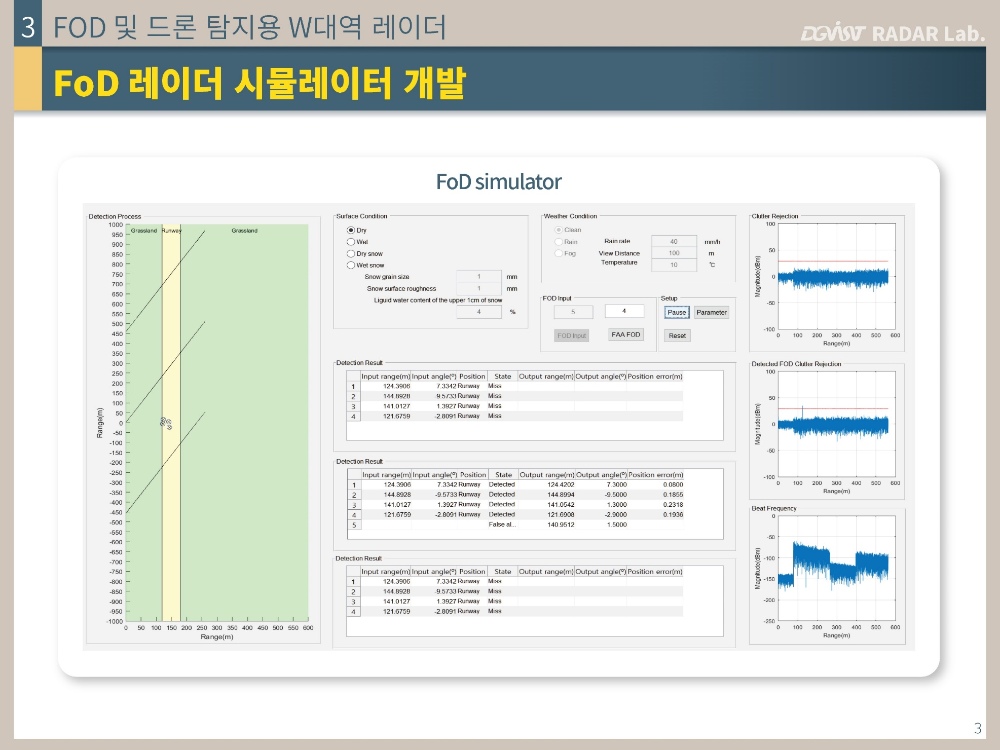 3 FOD 및 드론 탐지용 W대역 레이더
DGIST RADAR Lab.
FoD 레이더 시뮬레이터 개발
FoD simulator
Detection Process
Grassland Runway Grassland
1000
950
900
850
800
750
700
650
600
550
500
450
400
350
300
250
200
150
100
50
0
-50
-100
-150
-200
-250
-300
-350
-400
-450
-500
-550
-600
-650
-700
-750
-800
-850
-900
-950
-1000
Range(m)
0 50 100 150 200 250 300 350 400 450 500 550 600
Range(m)
Surface Condition
Dry
Wet
Dry snow
Wet snow
Snow grain size 1 mm
Snow surface roughness 1 mm
Liguid water content of the upper 1cm of snow
4 %
Weather Condition
Clean
Rain Rain rate 40 mm/h
Fog View Distance 100 m
Temperature 10 ℃
FOD Input
5 4
FOD Input FAA FOD
Setup
Pause Parameter
Reset
Detection Result
Input range(m) Input angle(º) Position State Output range(m) Output angle(º) Position error(m)
1 124.3906 7.3342 Runway Miss
2 144.8928 -9.5733 Runway Miss
3 141.0127 1.3927 Runway Miss
4 121.6759 -2.8091 Runway Miss
Detection Result
Input range(m) Input angle(º) Position State Output range(m) Output angle(º) Position error(m)
1 124.3906 7.3342 Runway Detected 124.4202 7.3000 0.0800
2 144.8928 -9.5733 Runway Detected 144.8994 -9.5000 0.1855
3 141.0127 1.3927 Runway Detected 141.0542 1.3000 0.2318
4 121.6759 -2.8091 Runway Detected 121.6908 -2.9000 0.1936
5 False al... 140.9512 1.5000
Detection Result
Input range(m) Input angle(º) Position State Output range(m) Output angle(º) Position error(m)
1 124.3906 7.3342 Runway Miss
2 144.8928 -9.5733 Runway Miss
3 141.0127 1.3927 Runway Miss
4 121.6759 -2.8091 Runway Miss
Clutter Rejection
100
50
0
-50
-100
Magnitude(dBm)
0 100 200 300 400 500 600
Range(m)
Detected FOD Clutter Rejection
100
50
0
-50
-100
Magnitude(dBm)
0 100 200 300 400 500 600
Range(m)
Beat Frequency
0
-50
-100
-150
-200
-250
Magnitude(dBm)
0 100 200 300 400 500 600
Range(m)
3